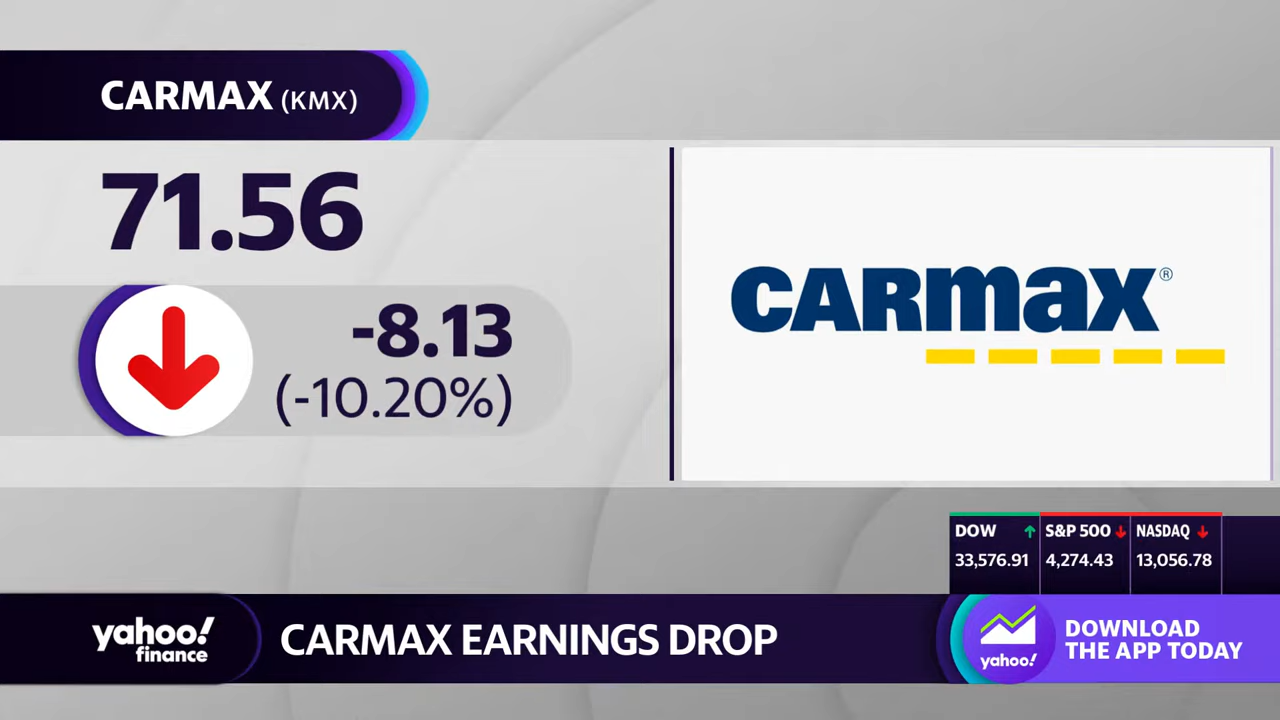 CARMAX (KMX)
71.56
-8.13
(-10.20%)
CARMAX®
DOW S&P 500 NASDAQ
33,576.91 4,274.43 13,056.78
yahoo!
finance
CARMAX EARNINGS DROP
yahoo!
DOWNLOAD
THE APP TODAY